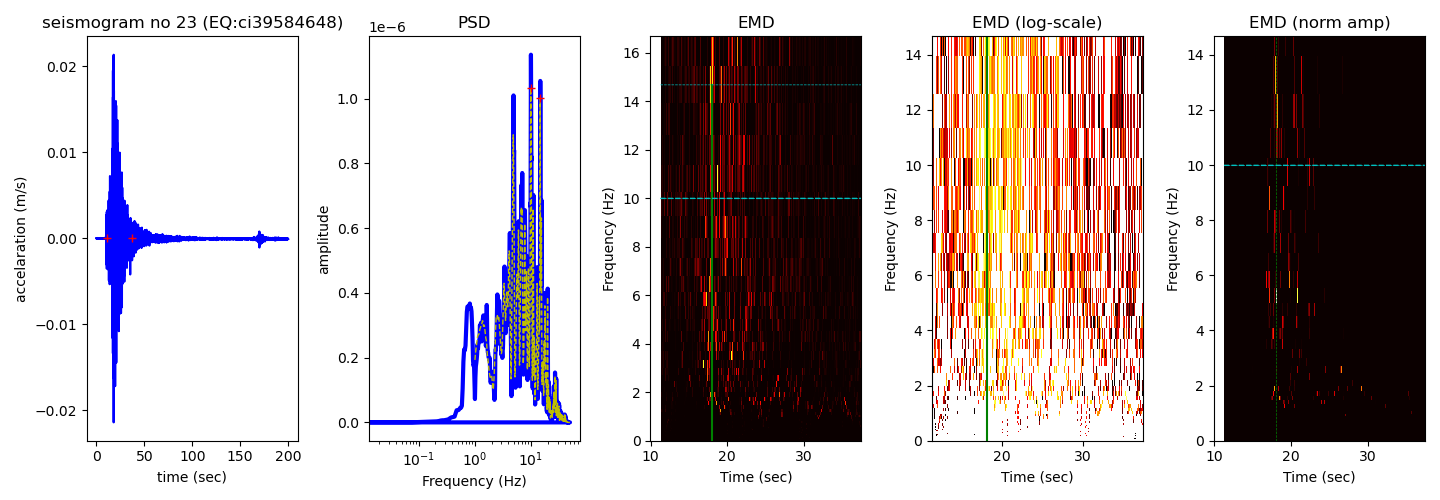 seismogram no 23 (EQ:ci39584648)
PSD
EMD
EMD (log-scale)
EMD (norm amp)
1e−6
accelaration (m/s)
0.02
0.01
0.00
−0.01
−0.02
0 50 100 150 200
time (sec)
amplitude
1.0
0.8
0.6
0.4
0.2
0.0
10⁻¹ 10⁰ 10¹
Frequency (Hz)
Frequency (Hz)
16
14
12
10
8
6
4
2
0
10 20 30
Time (sec)
Frequency (Hz)
14
12
10
8
6
4
2
0
20 30
Time (sec)
Frequency (Hz)
14
12
10
8
6
4
2
0
10 20 30
Time (sec)